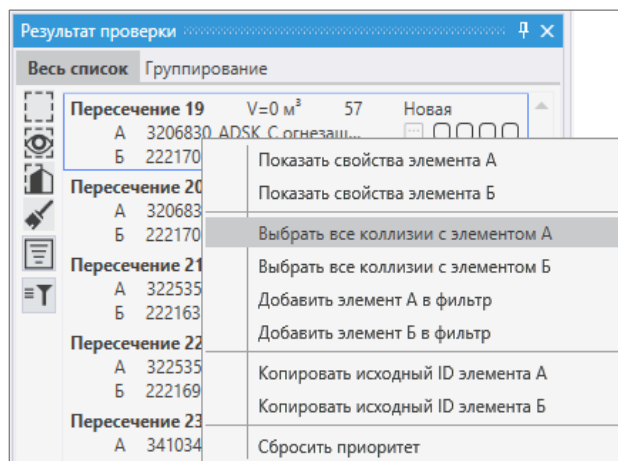 Результат проверки
Весь список Группирование
Пересечение 19 V=0 м³ 57 Новая
А 3206830 ADSK_С огнезащ...
Б 222170
Показать свойства элемента А
Пересечение 20
Показать свойства элемента Б
А 320683
Б 222170
Выбрать все коллизии с элементом А
Пересечение 21
Выбрать все коллизии с элементом Б
А 322535
Добавить элемент А в фильтр
Б 222163
Добавить элемент Б в фильтр
Пересечение 22
А 322535
Копировать исходный ID элемента А
Б 222169
Копировать исходный ID элемента Б
Пересечение 23
А 341034
Сбросить приоритет